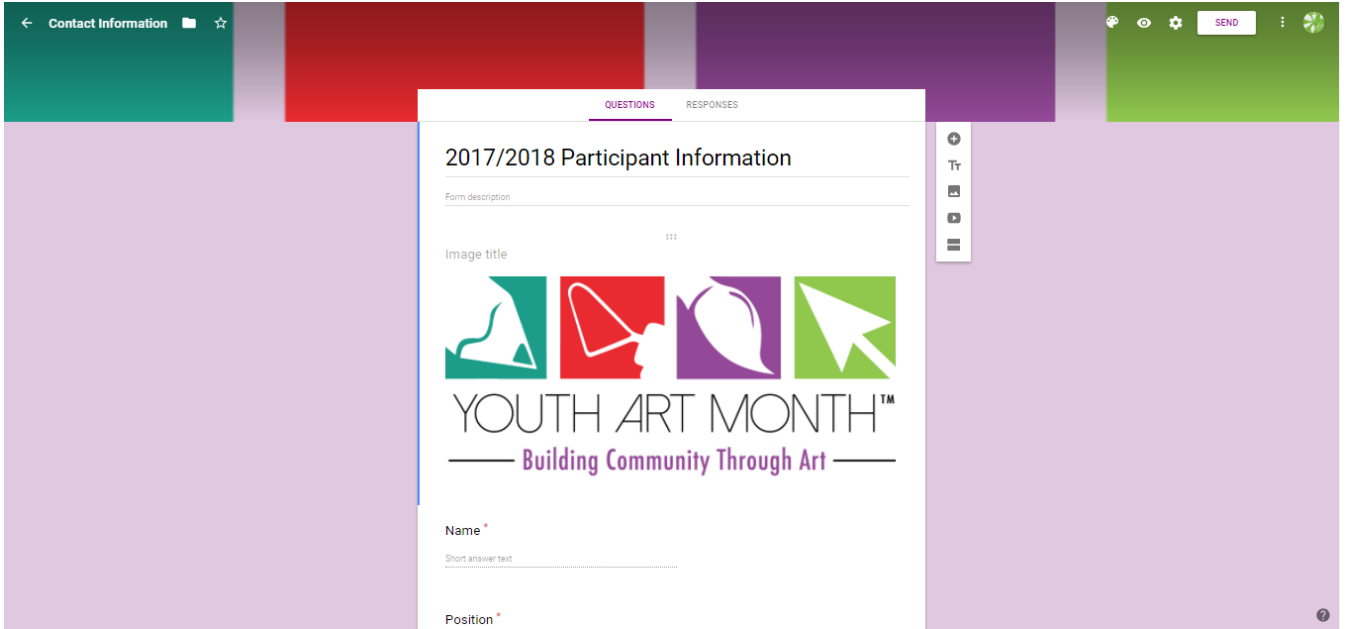 Contact Information
SEND
QUESTIONS RESPONSES
2017/2018 Participant Information
Form description
Image title
YOUTH ART MONTH™
Building Community Through Art
Name *
Short answer text
Position *